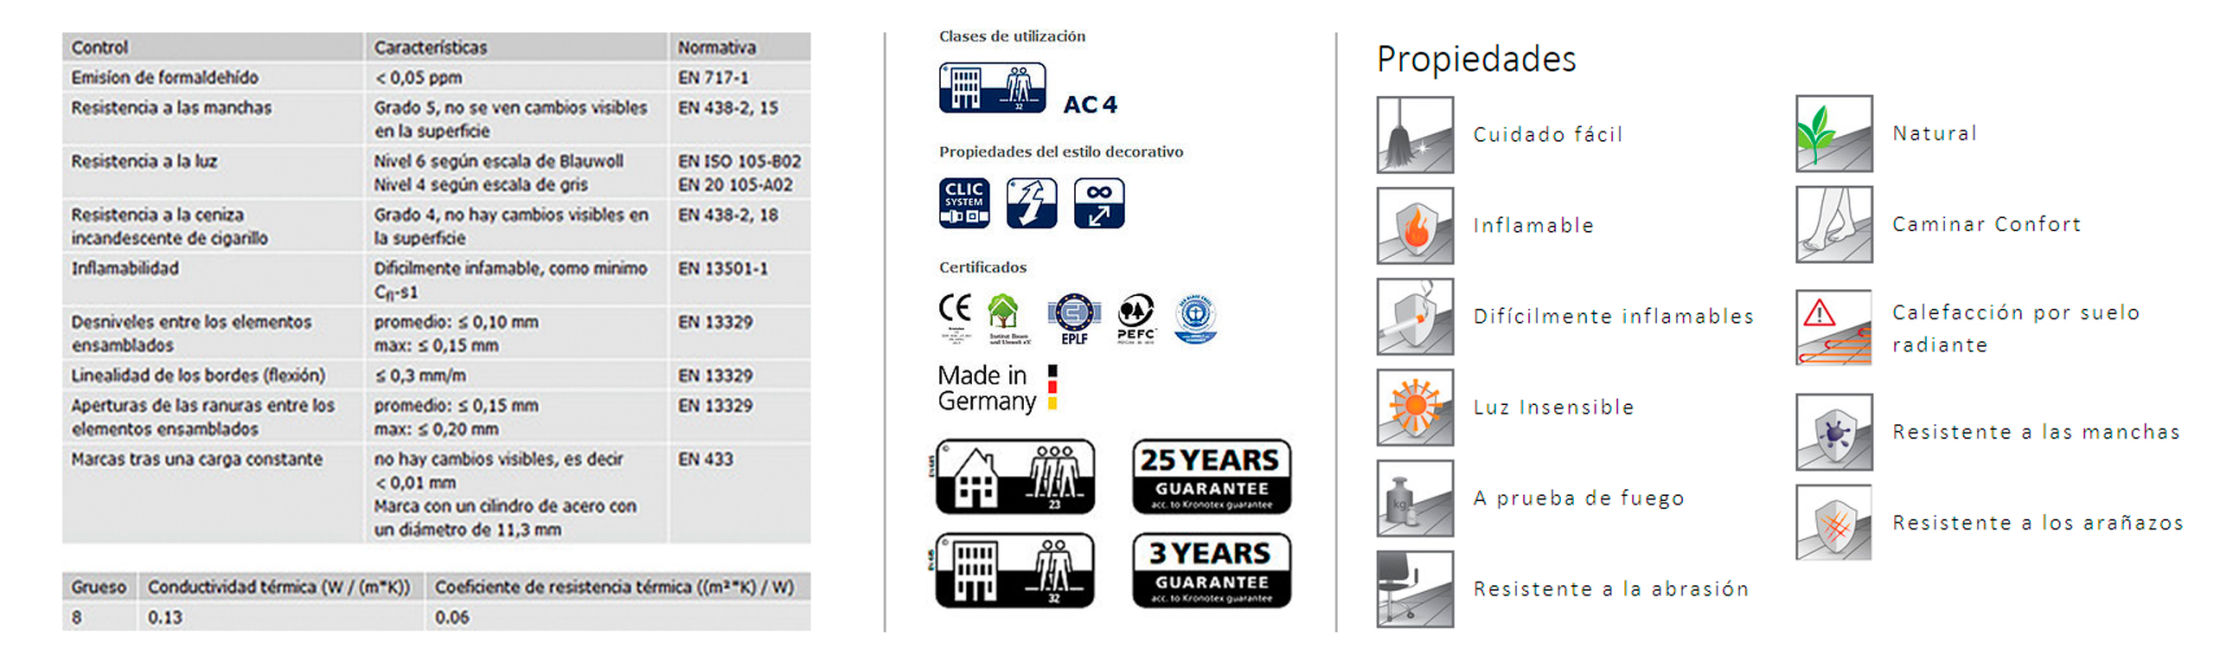 Control Características Normativa
Emision de formaldehído < 0,05 ppm EN 717-1
Resistencia a las manchas Grado 5, no se ven cambios visibles EN 438-2, 15
en la superficie
Resistencia a la luz Nivel 6 según escala de Blauwoll EN ISO 105-B02
Nivel 4 según escala de gris EN 20 105-A02
Resistencia a la ceniza Grado 4, no hay cambios visibles en EN 438-2, 18
incandescente de cigarillo la superficie
Inflamabilidad Dificilmente infamable, como minimo EN 13501-1
Cfl-s1
Desniveles entre los elementos promedio: ≤ 0,10 mm EN 13329
ensamblados max: ≤ 0,15 mm
Linealidad de los bordes (flexión) ≤ 0,3 mm/m EN 13329
Aperturas de las ranuras entre los promedio: ≤ 0,15 mm EN 13329
elementos ensamblados max: ≤ 0,20 mm
Marcas tras una carga constante no hay cambios visibles, es decir EN 433
< 0,01 mm
Marca con un cilindro de acero con
un diámetro de 11,3 mm
Grueso Conductividad térmica (W / (m*K)) Coeficiente de resistencia térmica ((m²*K) / W)
8 0.13 0.06
Clases de utilización
32
AC 4
Propiedades del estilo decorativo
CLIC
SYSTEM
Certificados
CE
Institut Bauen
und Umwelt e.V.
EPLF
PEFC
Made in
Germany
23
25 YEARS
GUARANTEE
acc. to Kronotex guarantee
32
3 YEARS
GUARANTEE
acc. to Kronotex guarantee
Propiedades
Cuidado fácil
Inflamable
Difícilmente inflamables
Luz Insensible
kg
A prueba de fuego
Resistente a la abrasión
Natural
Caminar Confort
Calefacción por suelo
radiante
Resistente a las manchas
Resistente a los arañazos